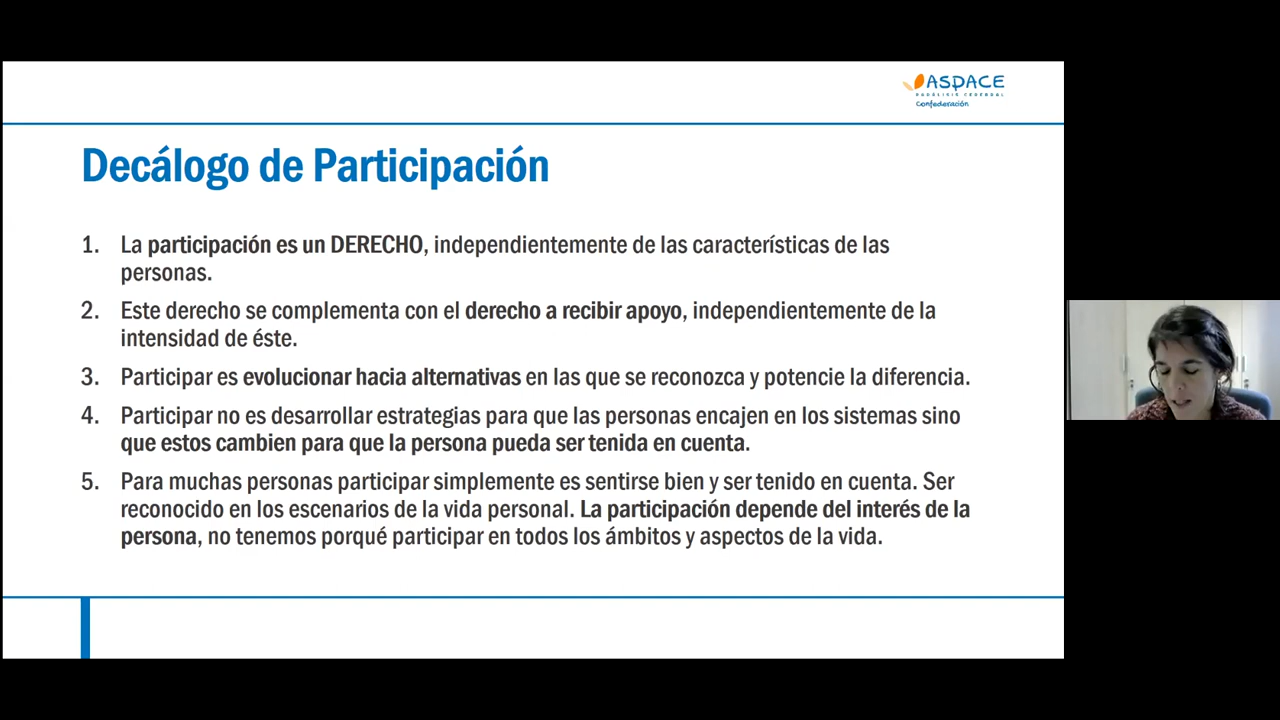 ASPACE
PARÁLISIS CEREBRAL
Confederación
Decálogo de Participación
1. La participación es un DERECHO, independientemente de las características de las
personas.
2. Este derecho se complementa con el derecho a recibir apoyo, independientemente de la
intensidad de éste.
3. Participar es evolucionar hacia alternativas en las que se reconozca y potencie la diferencia.
4. Participar no es desarrollar estrategias para que las personas encajen en los sistemas sino
que estos cambien para que la persona pueda ser tenida en cuenta.
5. Para muchas personas participar simplemente es sentirse bien y ser tenido en cuenta. Ser
reconocido en los escenarios de la vida personal. La participación depende del interés de la
persona, no tenemos porqué participar en todos los ámbitos y aspectos de la vida.